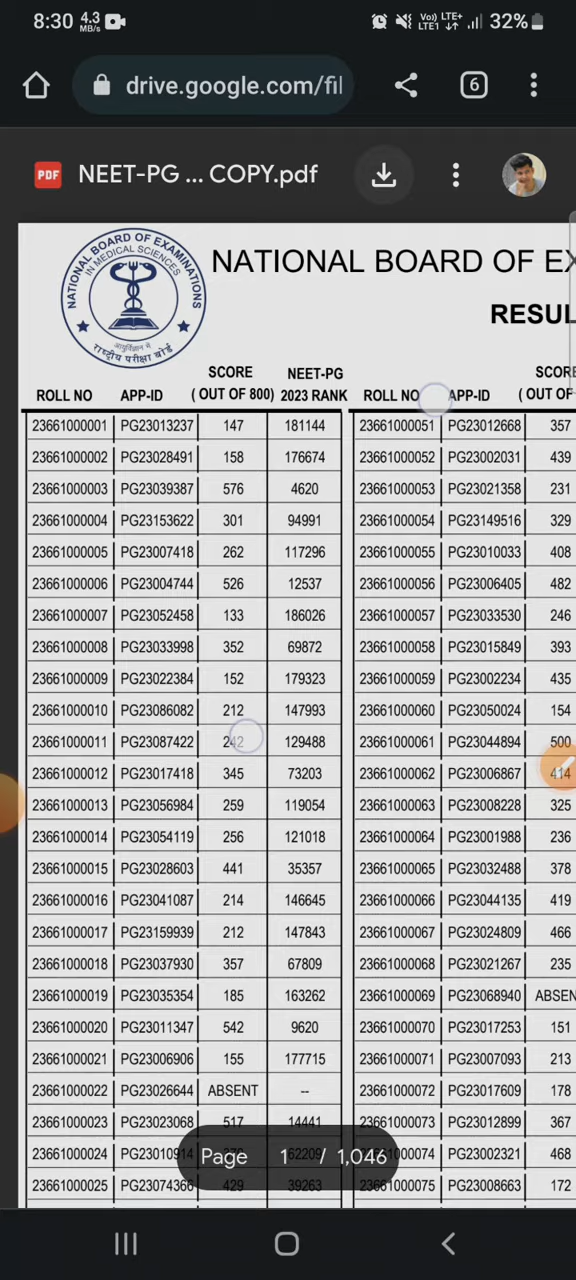 8:30 4.3 MB/s Vo) LTE+ LTE1 32%
drive.google.com/fil 6
PDF NEET-PG ... COPY.pdf
NATIONAL BOARD OF EXAMINATIONS
IN MEDICAL SCIENCES
राष्ट्रीय परीक्षा बोर्ड
NATIONAL BOARD OF EX
RESUL
SCORE NEET-PG SCORE
ROLL NO APP-ID ( OUT OF 800) 2023 RANK ROLL NO APP-ID ( OUT OF
23661000001 PG23013237 147 181144 23661000051 PG23012668 357
23661000002 PG23028491 158 176674 23661000052 PG23002031 439
23661000003 PG23039387 576 4620 23661000053 PG23021358 231
23661000004 PG23153622 301 94991 23661000054 PG23149516 329
23661000005 PG23007418 262 117296 23661000055 PG23010033 408
23661000006 PG23004744 526 12537 23661000056 PG23006405 482
23661000007 PG23052458 133 186026 23661000057 PG23033530 246
23661000008 PG23033998 352 69872 23661000058 PG23015849 393
23661000009 PG23022384 152 179323 23661000059 PG23002234 435
23661000010 PG23086082 212 147993 23661000060 PG23050024 154
23661000011 PG23087422 242 129488 23661000061 PG23044894 500
23661000012 PG23017418 345 73203 23661000062 PG23006867 414
23661000013 PG23056984 259 119054 23661000063 PG23008228 325
23661000014 PG23054119 256 121018 23661000064 PG23001988 236
23661000015 PG23028603 441 35357 23661000065 PG23032488 378
23661000016 PG23041087 214 146645 23661000066 PG23044135 419
23661000017 PG23159939 212 147843 23661000067 PG23024809 466
23661000018 PG23037930 357 67809 23661000068 PG23021267 235
23661000019 PG23035354 185 163262 23661000069 PG23068940 ABSEN
23661000020 PG23011347 542 9620 23661000070 PG23017253 151
23661000021 PG23006906 155 177715 23661000071 PG23007093 213
23661000022 PG23026644 ABSENT -- 23661000072 PG23017609 178
23661000023 PG23023068 517 14441 23661000073 PG23012899 367
23661000024 PG23010914 62209 23661000074 PG23002321 468
23661000025 PG23074366 429 39263 23661000075 PG23008663 172
Page 1 / 1,046